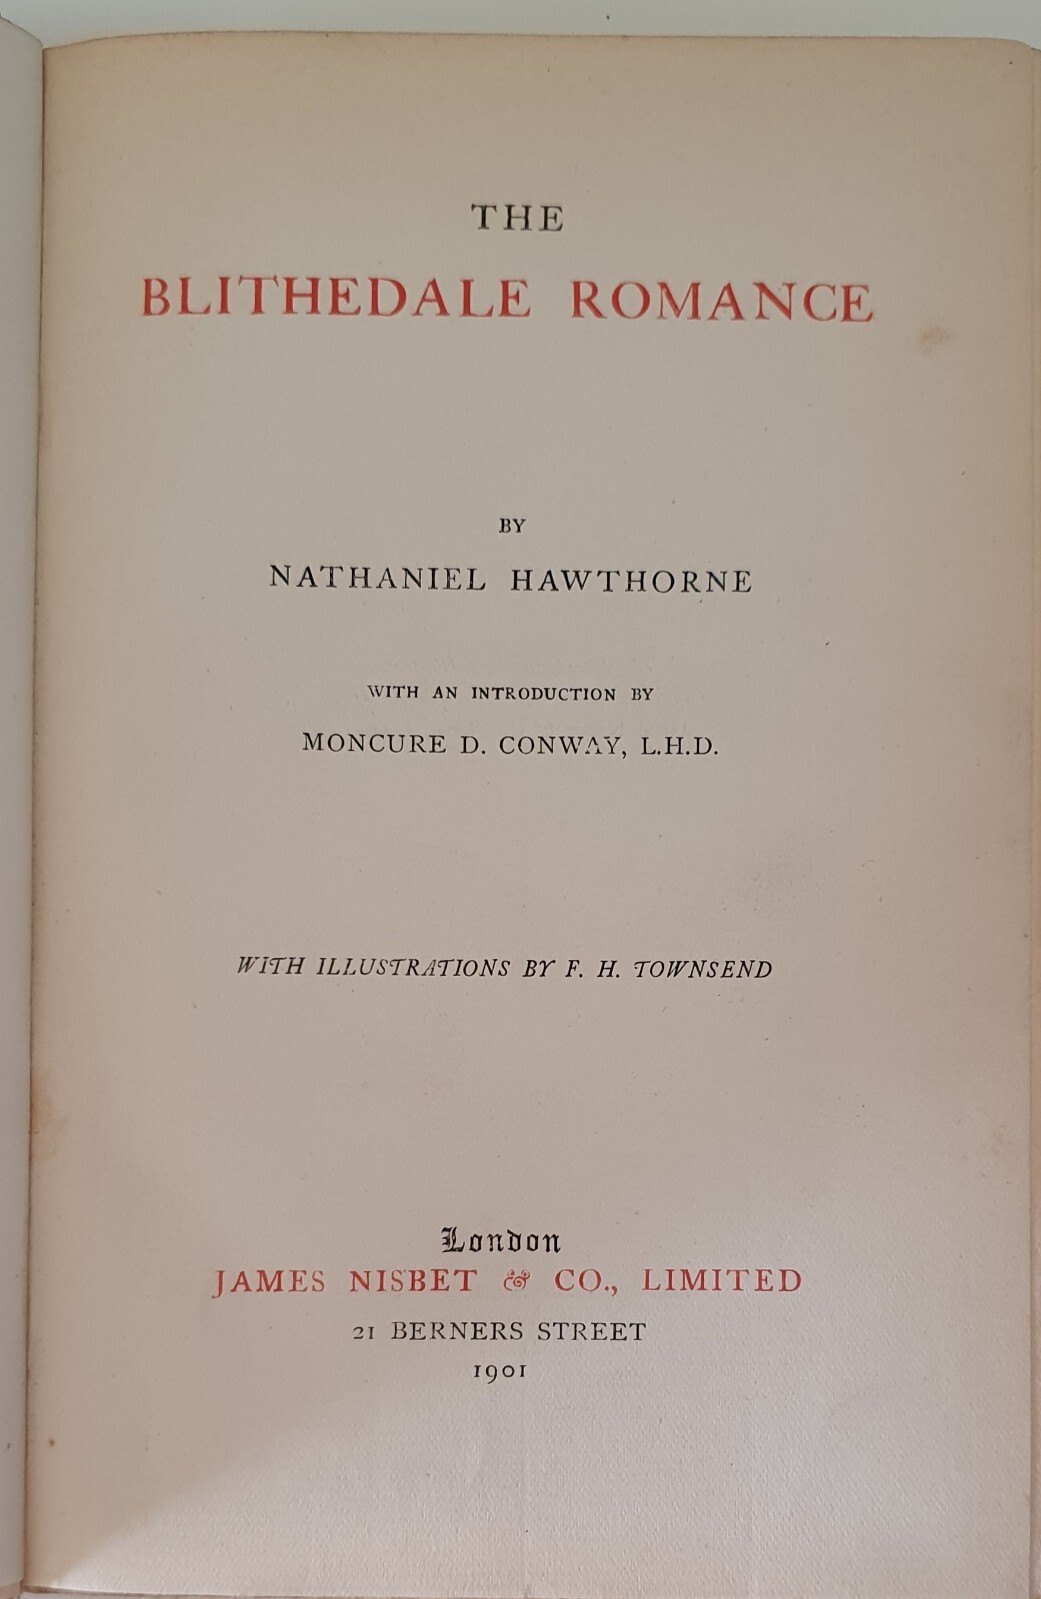 THE
BLITHEDALE ROMANCE
BY
NATHANIEL HAWTHORNE
WITH AN INTRODUCTION BY
MONCURE D. CONWAY, L.H.D.
WITH ILLUSTRATIONS BY F. H. TOWNSEND
London
JAMES NISBET & CO., LIMITED
21 BERNERS STREET
1901